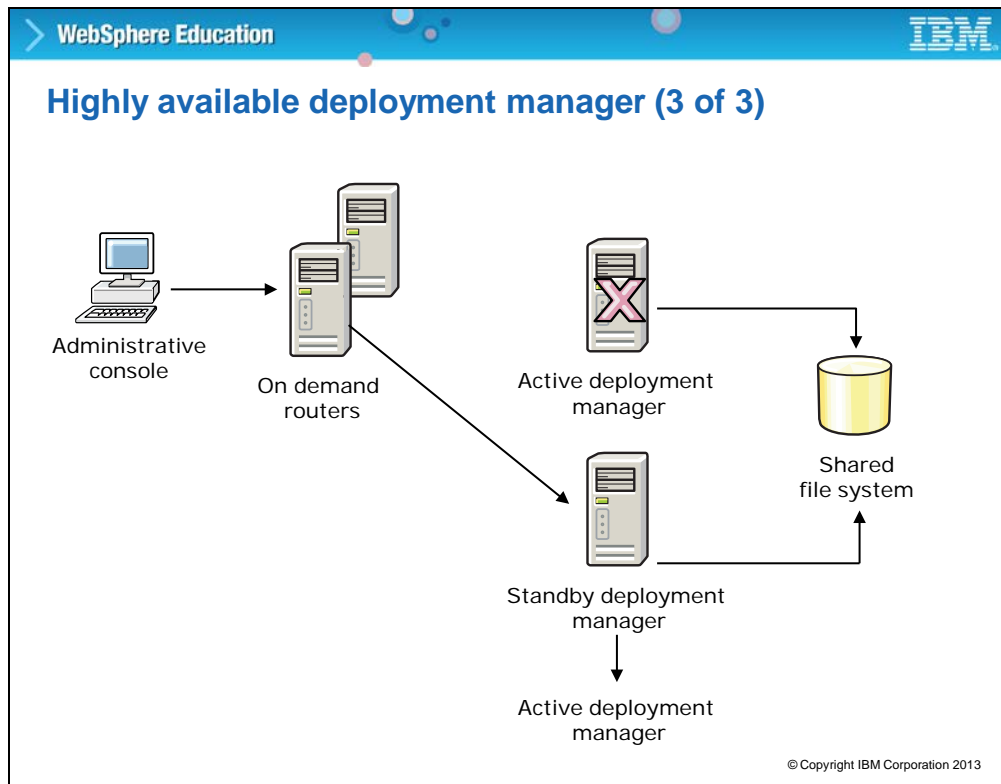 WebSphere Education
IBM.
Highly available deployment manager (3 of 3)
Administrative
console
On demand
routers
X
Active deployment
manager
Shared
file system
Standby deployment
manager
Active deployment
manager
© Copyright IBM Corporation 2013